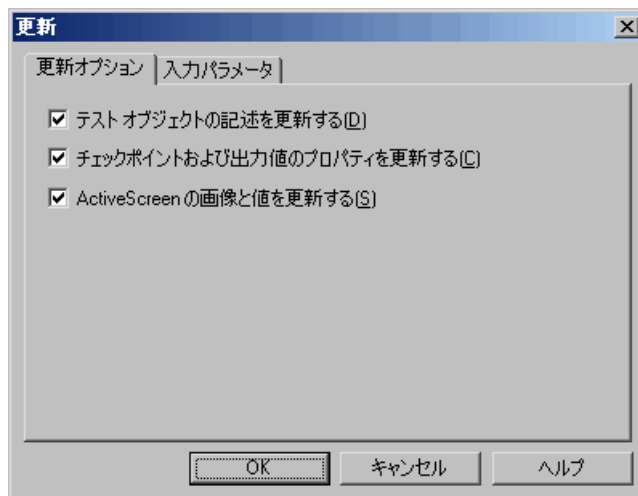 更新
更新オプション 入力パラメータ
テスト オブジェクトの記述を更新する(D)
チェックポイントおよび出力値のプロパティを更新する(C)
ActiveScreen の画像と値を更新する(S)
OK キャンセル ヘルプ